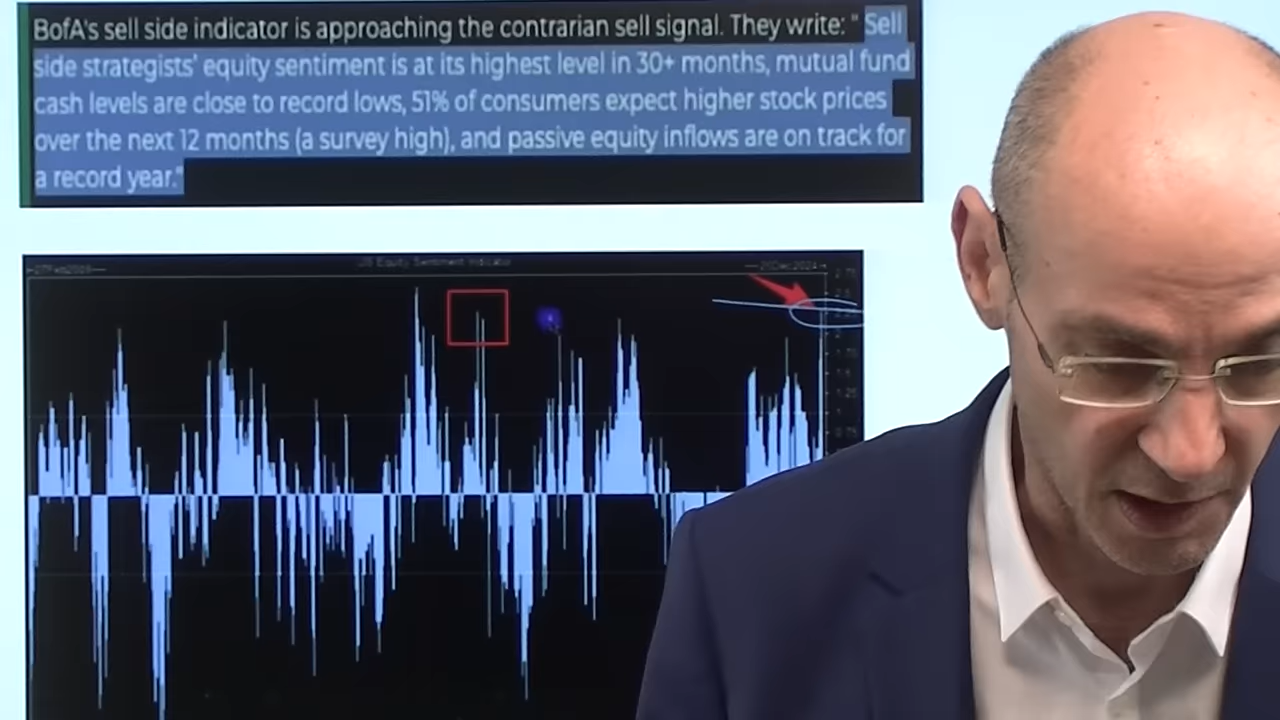 BofA's sell side indicator is approaching the contrarian sell signal. They write: " Sell
side strategists' equity sentiment is at its highest level in 30+ months, mutual fund
cash levels are close to record lows, 51% of consumers expect higher stock prices
over the next 12 months (a survey high), and passive equity inflows are on track for
a record year."
US Equity Sentiment Indicator